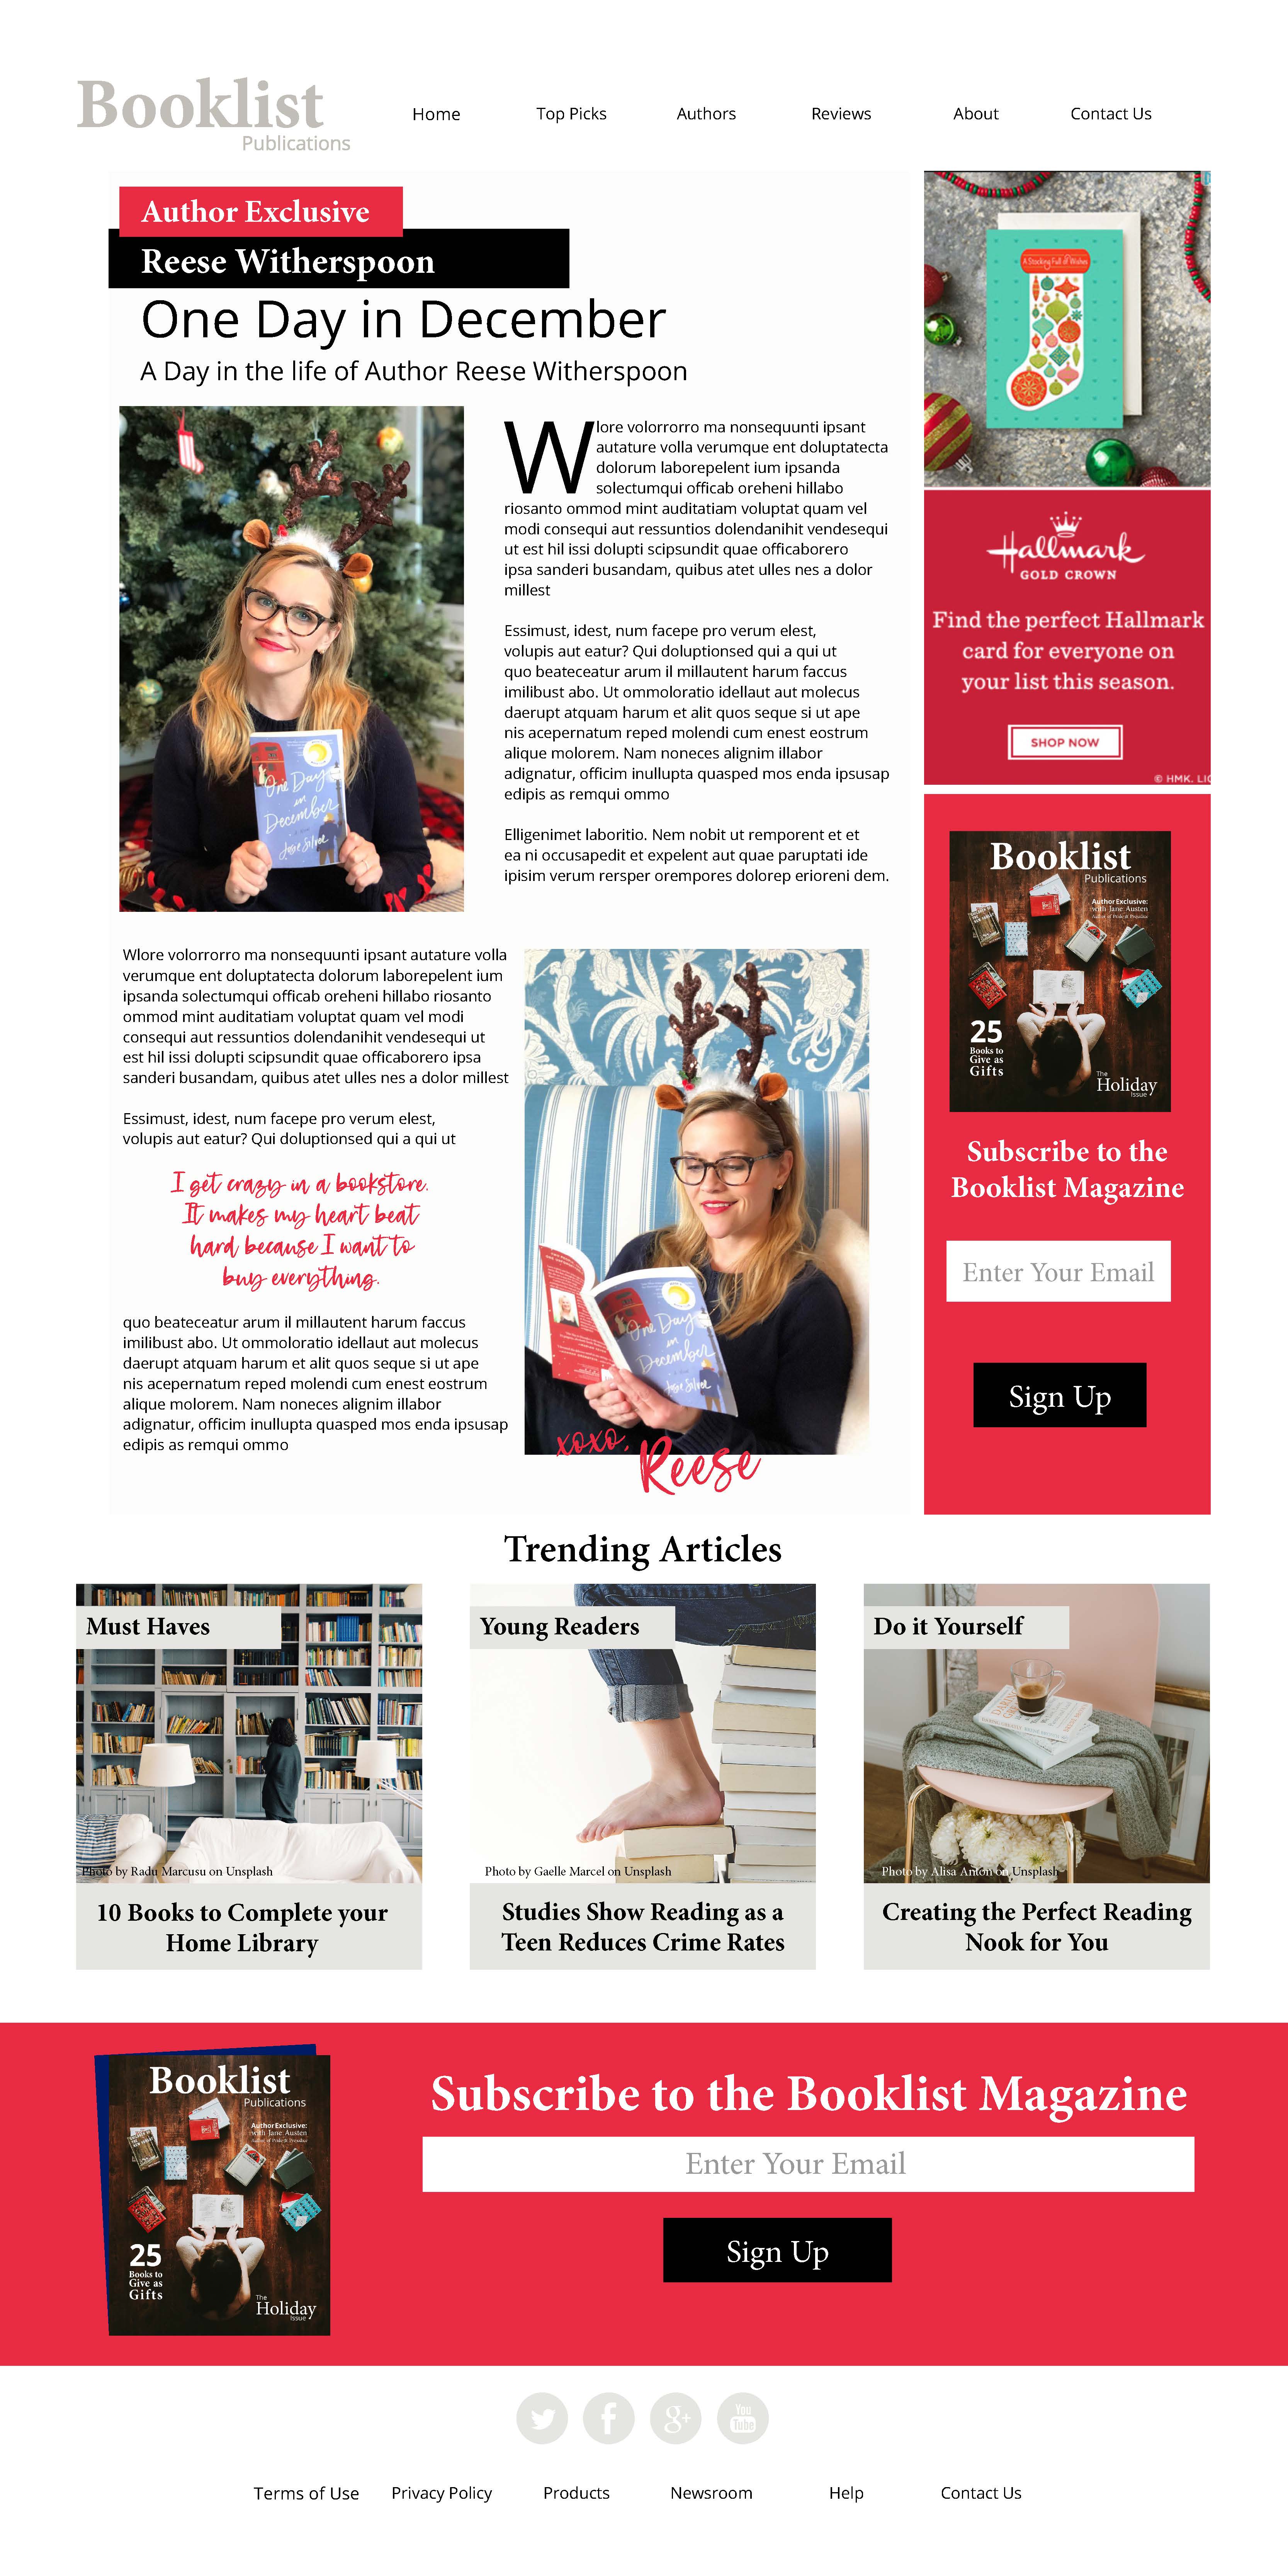 Booklist
Publications
Home
Top Picks
Authors
Reviews
About
Contact Us
Author Exclusive
Reese Witherspoon
One Day in December
A Day in the life of Author Reese Witherspoon
Wlore volorrorro ma nonsequunti ipsant
autature volla verumque ent doluptatecta
dolorum laborepelent ium ipsanda
solectumqui officab oreheni hillabo
riosanto ommod mint auditatiam voluptat quam vel
modi consequi aut ressuntios dolendanihit vendesequi
ut est hil issi dolupti scipsundit quae officaborero
ipsa sanderi busandam, quibus atet ulles nes a dolor
millest
Essimust, idest, num facepe pro verum elest,
volupis aut eatur? Qui doluptionsed qui a qui ut
quo beateceatur arum il millautent harum faccus
imilibust abo. Ut ommoloratio idellaut aut molecus
daerupt atquam harum et alit quos seque si ut ape
nis acepernatum reped molendi cum enest eostrum
alique molorem. Nam noneces alignim illabor
adignatur, officim inullupta quasped mos enda ipsusap
edipis as remqui ommo
Elligenimet laboritio. Nem nobit ut remporent et et
ea ni occusapedit et expelent aut quae paruptati ide
ipisim verum rersper orempores dolorep erioreni dem.
One Day
in
December
Josie Silver
Wlore volorrorro ma nonsequunti ipsant autature volla
verumque ent doluptatecta dolorum laborepelent ium
ipsanda solectumqui officab oreheni hillabo riosanto
ommod mint auditatiam voluptat quam vel modi
consequi aut ressuntios dolendanihit vendesequi ut
est hil issi dolupti scipsundit quae officaborero ipsa
sanderi busandam, quibus atet ulles nes a dolor millest
Essimust, idest, num facepe pro verum elest,
volupis aut eatur? Qui doluptionsed qui a qui ut
I get crazy in a bookstore.
It makes my heart beat
hard because I want to
buy everything.
quo beateceatur arum il millautent harum faccus
imilibust abo. Ut ommoloratio idellaut aut molecus
daerupt atquam harum et alit quos seque si ut ape
nis acepernatum reped molendi cum enest eostrum
alique molorem. Nam noneces alignim illabor
adignatur, officim inullupta quasped mos enda ipsusap
edipis as remqui ommo
One Day
in
December
Josie Silver
xoxo,
Reese
A Stocking Full of Wishes
Hallmark
GOLD CROWN
Find the perfect Hallmark
card for everyone on
your list this season.
SHOP NOW
© HMK. LIC
Booklist
Publications
Author Exclusive:
with Jane Austen
Author of Pride & Prejudice
25
Books to
Give as
Gifts
The
Holiday
Issue
Subscribe to the
Booklist Magazine
Enter Your Email
Sign Up
Trending Articles
Must Haves
Photo by Radu Marcusu on Unsplash
10 Books to Complete your
Home Library
Young Readers
Photo by Gaelle Marcel on Unsplash
Studies Show Reading as a
Teen Reduces Crime Rates
Do it Yourself
Photo by Alisa Anton on Unsplash
Creating the Perfect Reading
Nook for You
Booklist
Publications
Author Exclusive:
with Jane Austen
Author of Pride & Prejudice
25
Books to
Give as
Gifts
The
Holiday
Issue
Subscribe to the Booklist Magazine
Enter Your Email
Sign Up
g+
You
Tube
Terms of Use
Privacy Policy
Products
Newsroom
Help
Contact Us